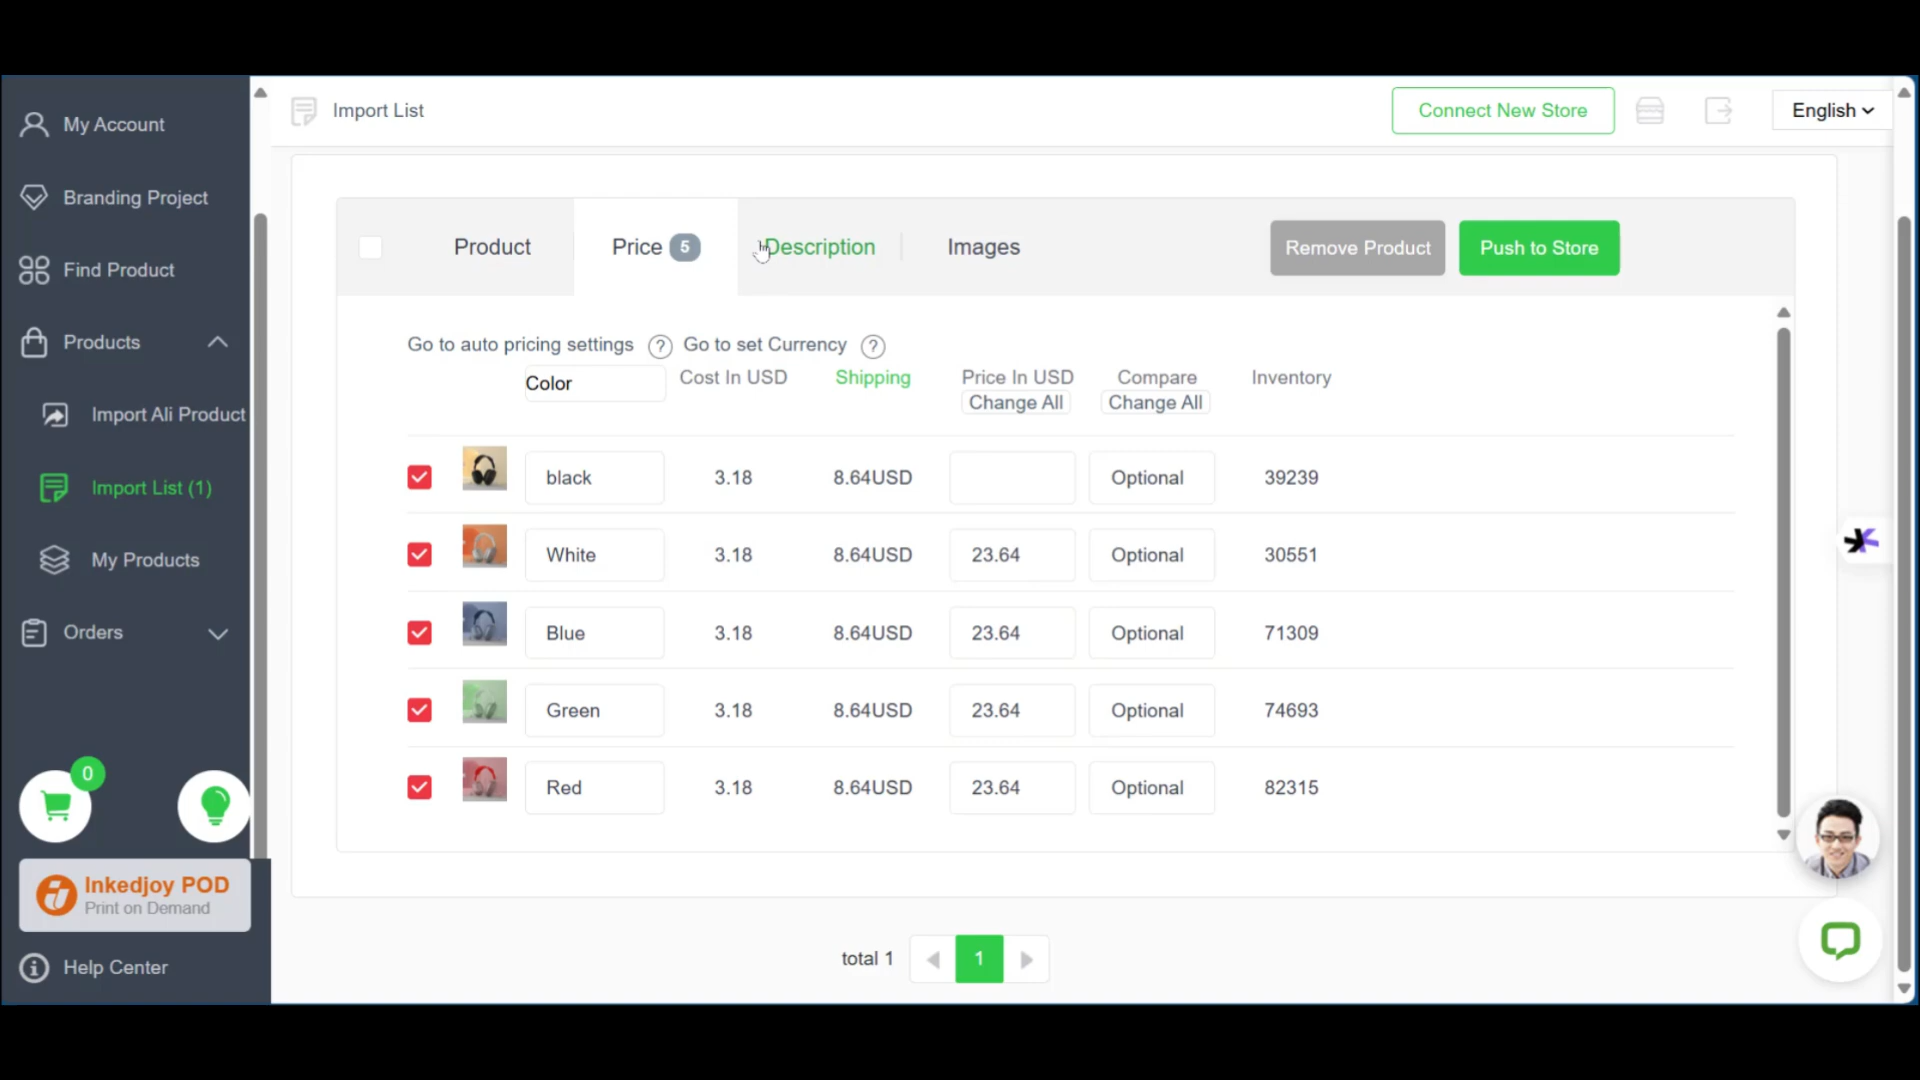 My Account
Branding Project
Find Product
Products
Import Ali Product
Import List (1)
My Products
Orders
0
Inkedjoy POD
Print on Demand
Help Center
Import List
Connect New Store
English
Product
Price 5
Description
Images
Remove Product
Push to Store
Go to auto pricing settings ? Go to set Currency ?
Color Cost In USD Shipping Price In USD Compare Inventory
Change All Change All
black 3.18 8.64USD Optional 39239
White 3.18 8.64USD 23.64 Optional 30551
Blue 3.18 8.64USD 23.64 Optional 71309
Green 3.18 8.64USD 23.64 Optional 74693
Red 3.18 8.64USD 23.64 Optional 82315
total 1 1